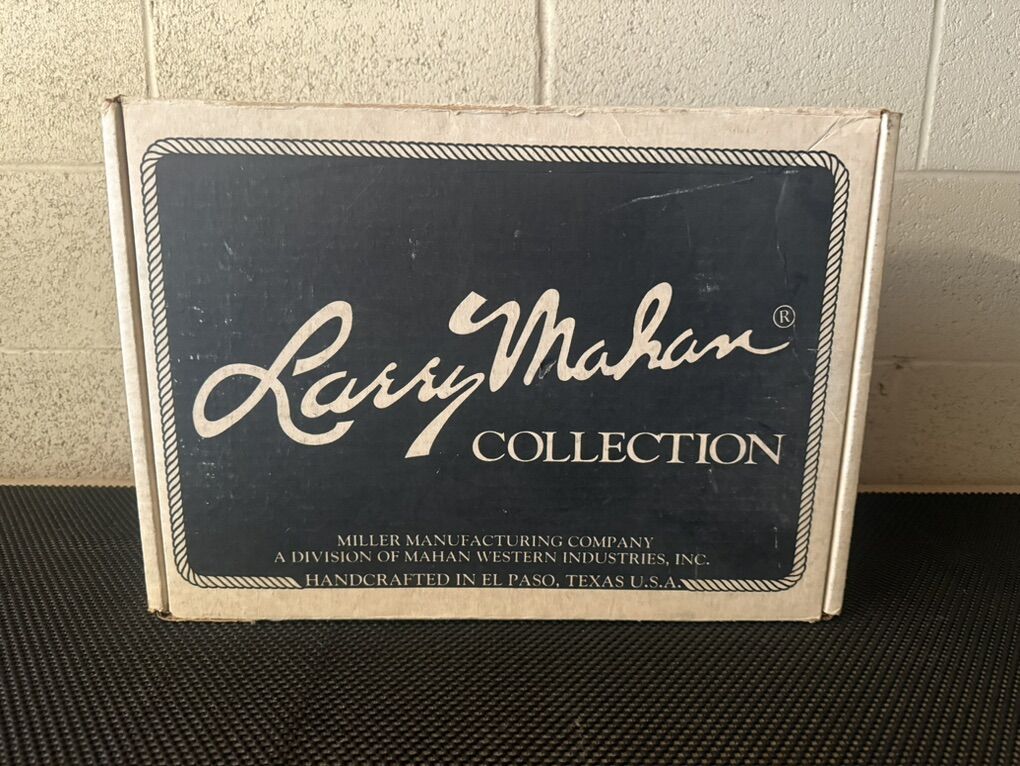 Larry Mahan ®
COLLECTION
MILLER MANUFACTURING COMPANY
A DIVISION OF MAHAN WESTERN INDUSTRIES, INC.
HANDCRAFTED IN EL PASO, TEXAS U.S.A.